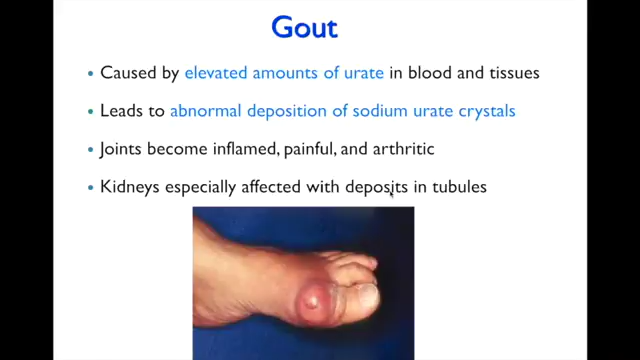 Gout
• Caused by elevated amounts of urate in blood and tissues
• Leads to abnormal deposition of sodium urate crystals
• Joints become inflamed, painful, and arthritic
• Kidneys especially affected with deposits in tubules